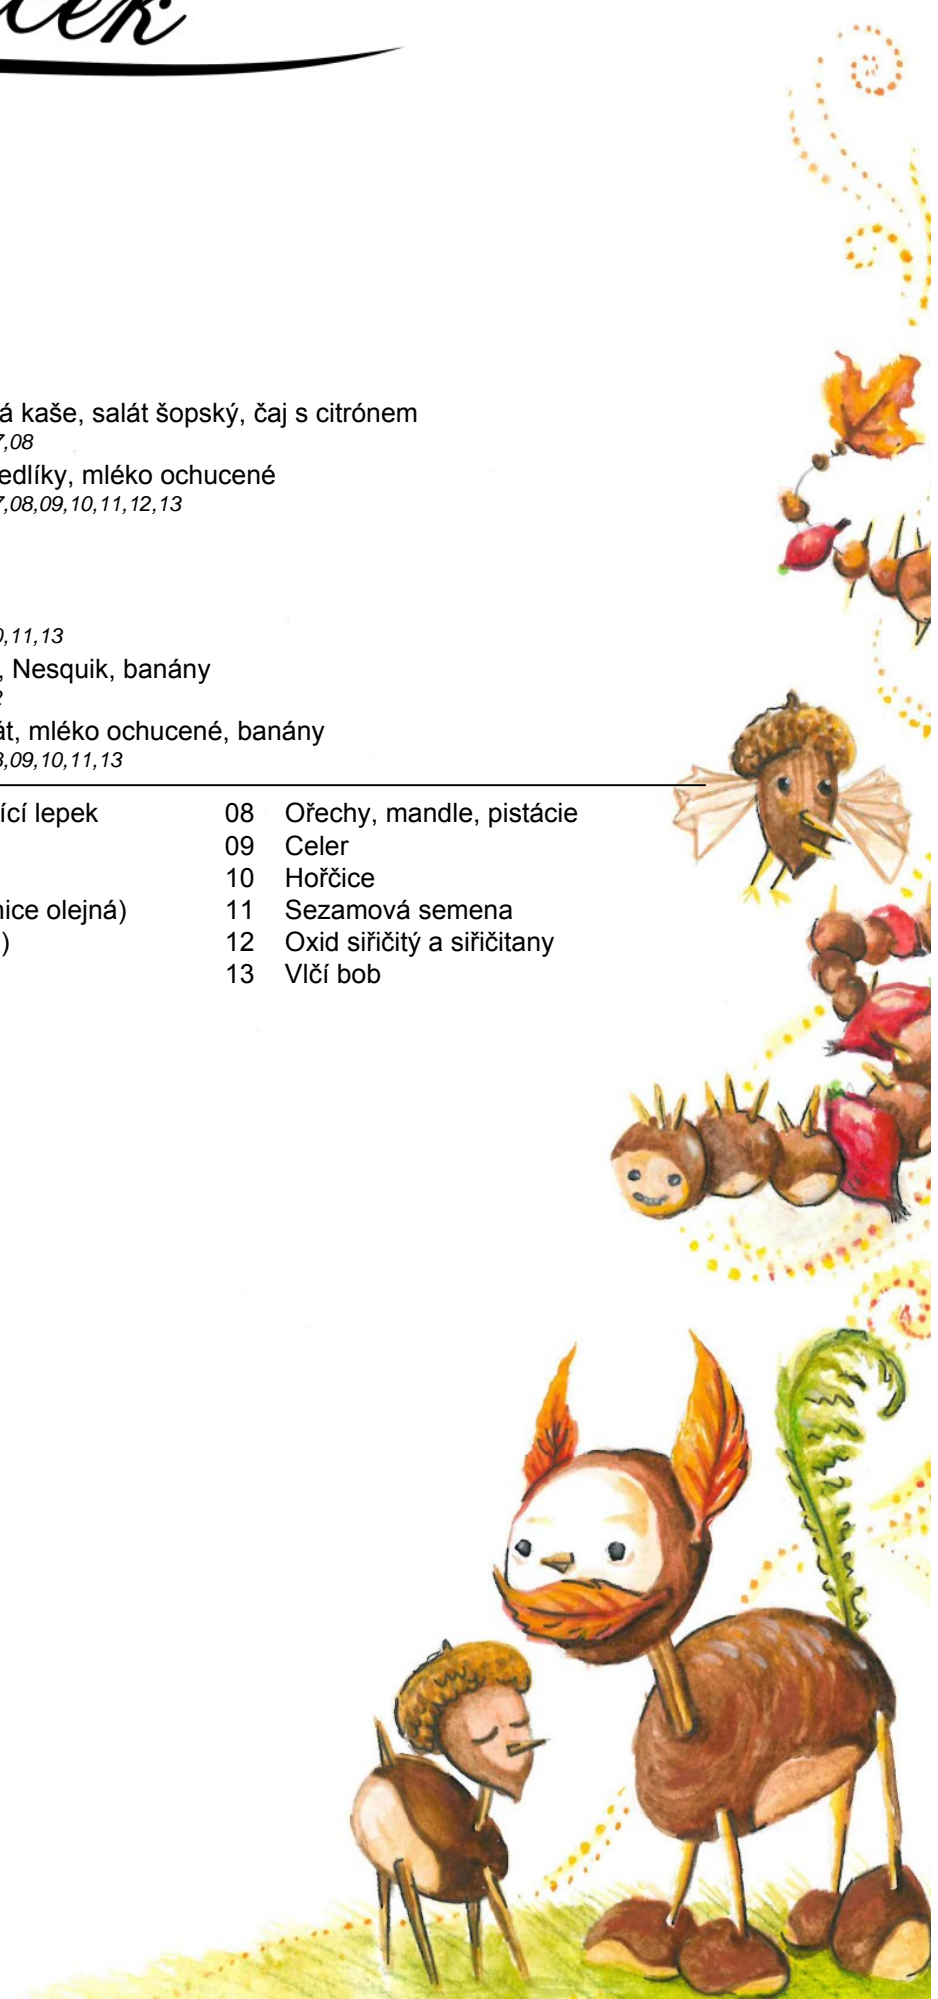 ček
á kaše, salát šopský, čaj s citrónem
7,08
edlíky, mléko ochucené
7,08,09,10,11,12,13
0,11,13
, Nesquik, banány
2
át, mléko ochucené, banány
8,09,10,11,13
ící lepek
08 Ořechy, mandle, pistácie
09 Celer
10 Hořčice
nice olejná)
11 Sezamová semena
)
12 Oxid siřičitý a siřičitany
13 Vlčí bob